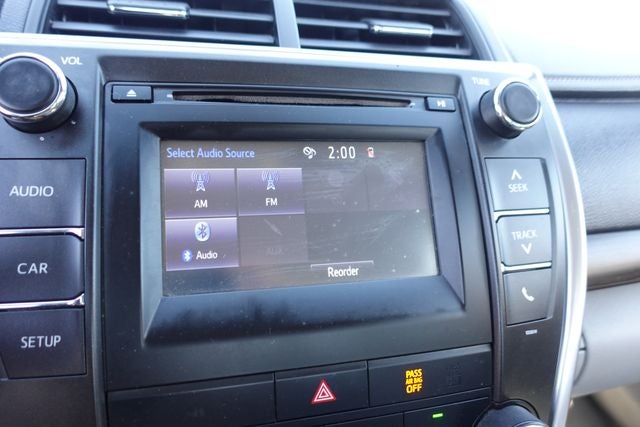 VOL
TUNE
Select Audio Source
2:00
AM
FM
Audio
Reorder
AUDIO
CAR
SETUP
SEEK
TRACK
PASS
AIR BAG
OFF